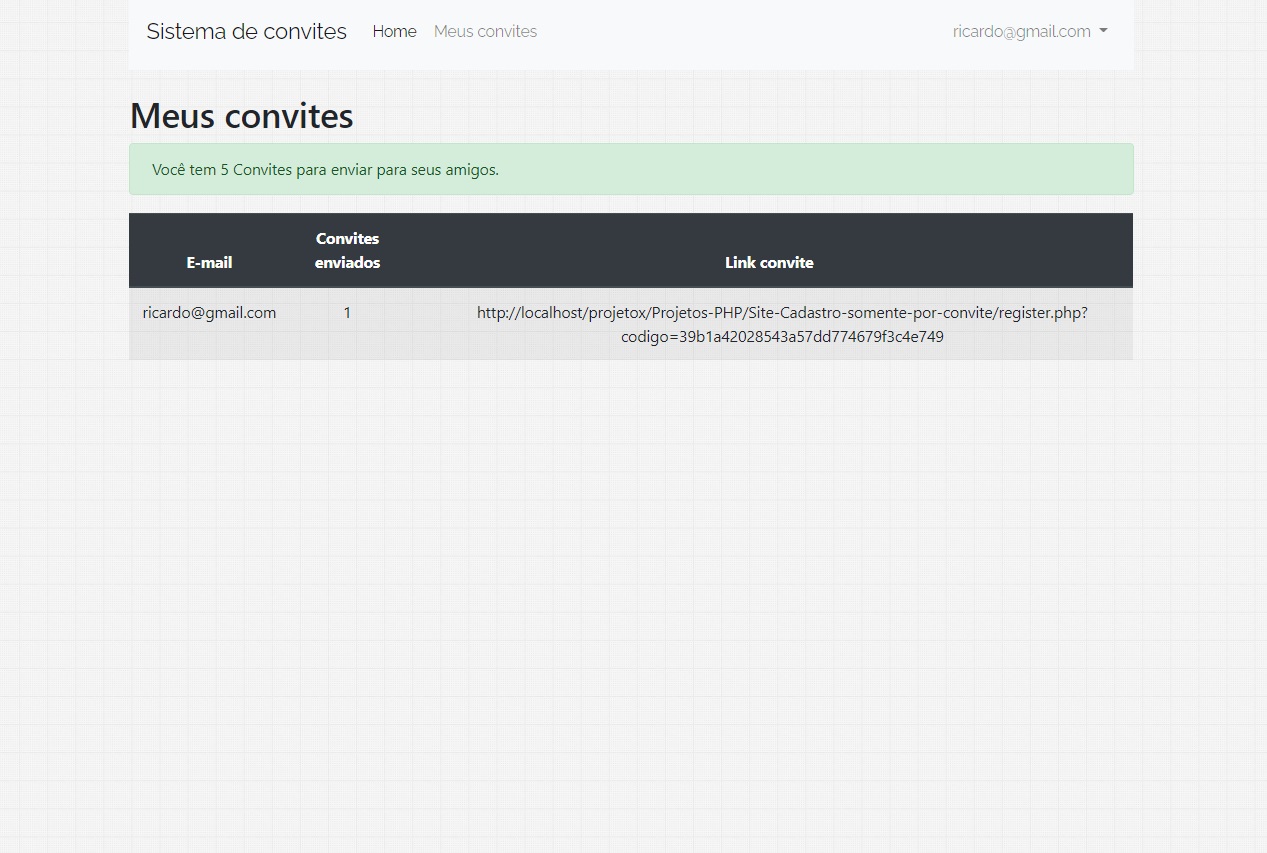 Sistema de convites Home Meus convites ricardo@gmail.com
Meus convites
Você tem 5 Convites para enviar para seus amigos.
E-mail Convites enviados Link convite
ricardo@gmail.com 1 http://localhost/projetox/Projetos-PHP/Site-Cadastro-somente-por-convite/register.php?
codigo=39b1a42028543a57dd774679f3c4e749